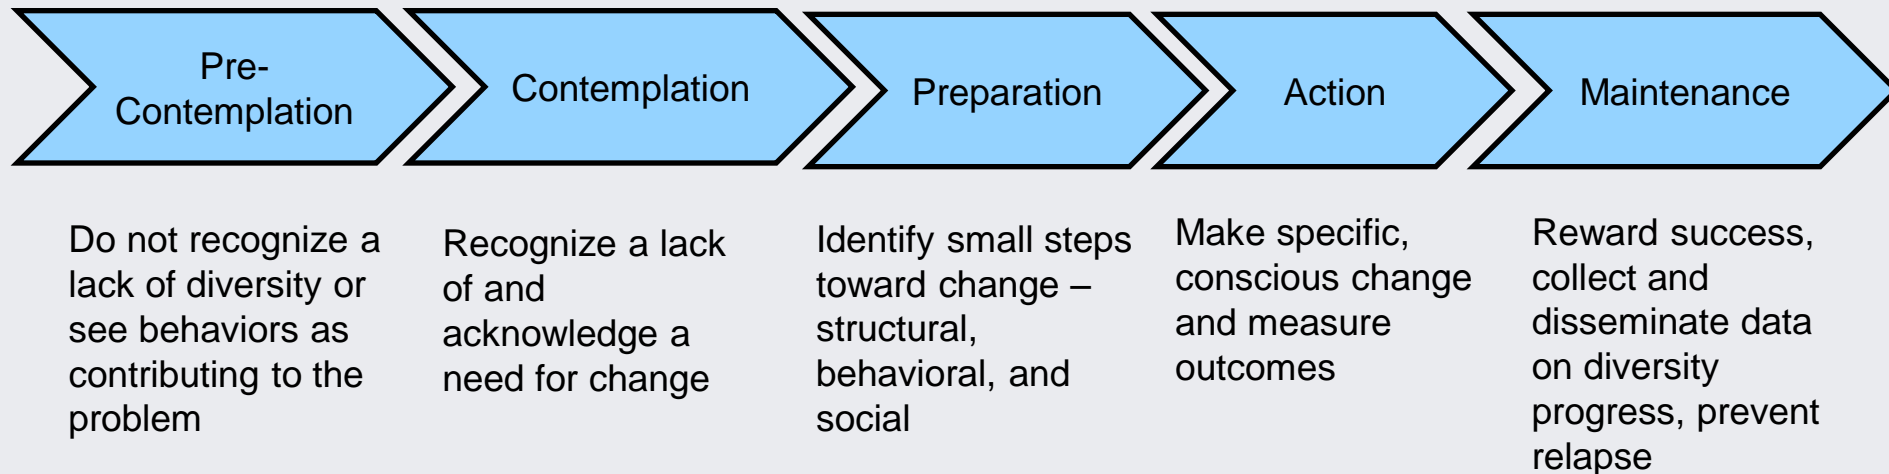 Pre-
Contemplation
Contemplation
Preparation
Action
Maintenance
Do not recognize a
lack of diversity or
see behaviors as
contributing to the
problem
Recognize a lack
of and
acknowledge a
need for change
Identify small steps
toward change –
structural,
behavioral, and
social
Make specific,
conscious change
and measure
outcomes
Reward success,
collect and
disseminate data
on diversity
progress, prevent
relapse